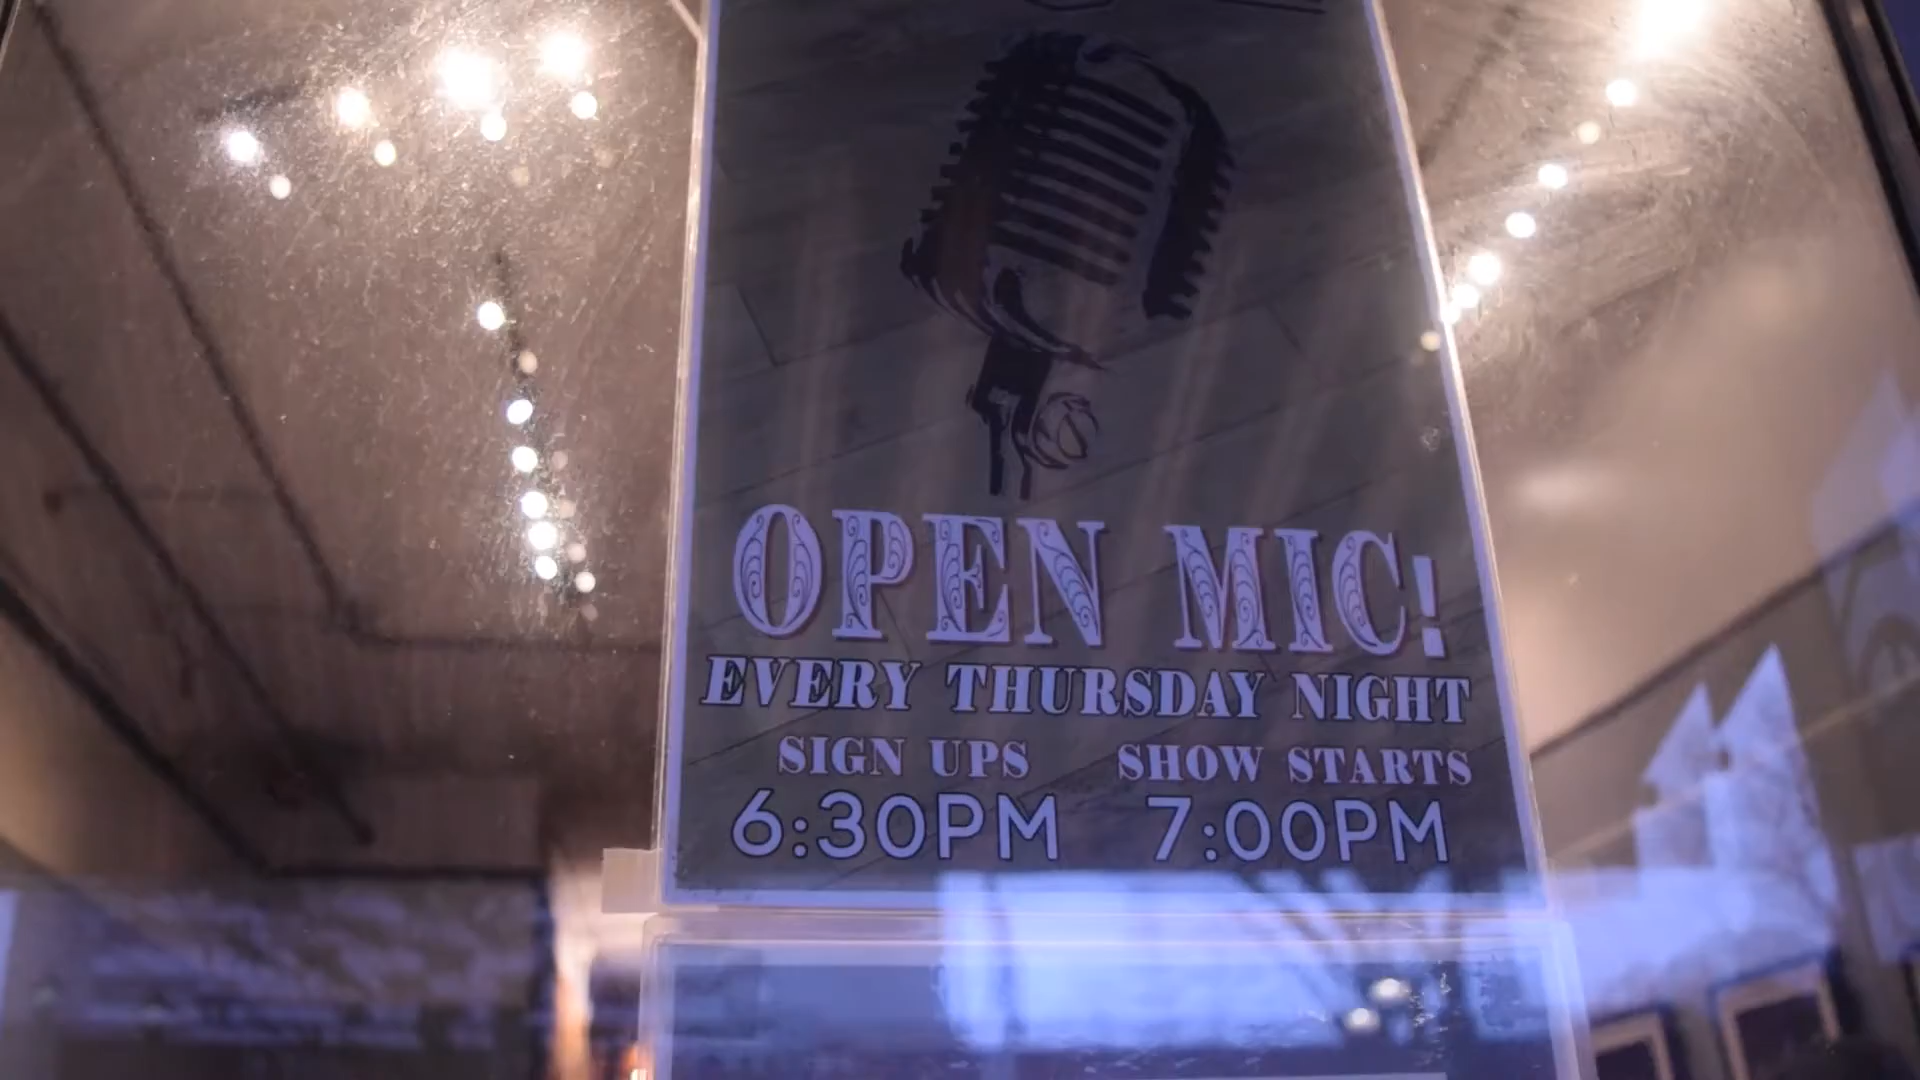 OPEN MIC!
EVERY THURSDAY NIGHT
SIGN UPS SHOW STARTS
6:30PM 7:00PM